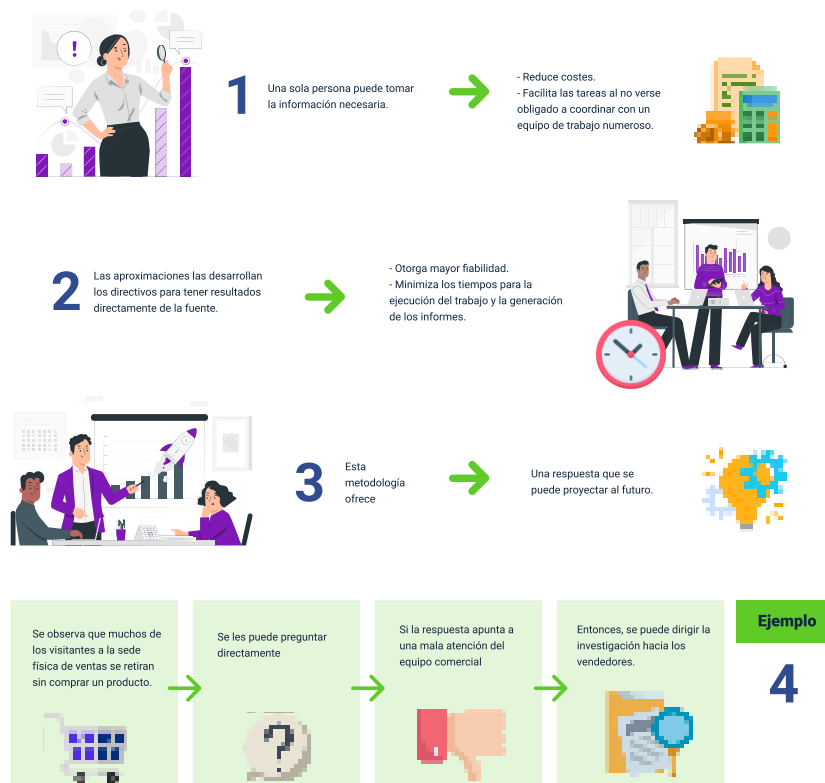 !
1
Una sola persona puede tomar
la información necesaria.
- Reduce costes.
- Facilita las tareas al no verse
obligado a coordinar con un
equipo de trabajo numeroso.
2
Las aproximaciones las desarrollan
los directivos para tener resultados
directamente de la fuente.
- Otorga mayor fiabilidad.
- Minimiza los tiempos para la
ejecución del trabajo y la generación
de los informes.
3
Esta
metodología
ofrece
Una respuesta que se
puede proyectar al futuro.
Se observa que muchos de
los visitantes a la sede
física de ventas se retiran
sin comprar un producto.
Se les puede preguntar
directamente
?
Si la respuesta apunta a
una mala atención del
equipo comercial
Entonces, se puede dirigir la
investigación hacia los
vendedores.
Ejemplo
4